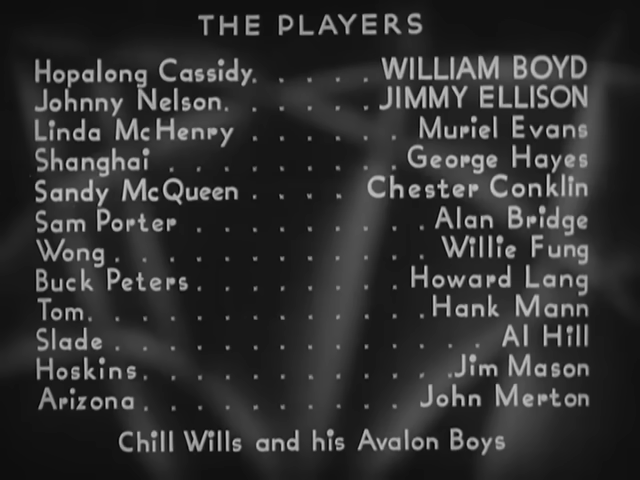 THE PLAYERS
Hopalong Cassidy. . . . . . WILLIAM BOYD
Johnny Nelson. . . . . . JIMMY ELLISON
Linda McHenry . . . . . . Muriel Evans
Shanghai . . . . . . . . . George Hayes
Sandy McQueen . . . . Chester Conklin
Sam Porter . . . . . . . . . Alan Bridge
Wong . . . . . . . . . . . . Willie Fung
Buck Peters . . . . . . . . Howard Lang
Tom. . . . . . . . . . . . . Hank Mann
Slade . . . . . . . . . . . . . . Al Hill
Hoskins. . . . . . . . . . . . Jim Mason
Arizona . . . . . . . . . . John Merton
Chill Wills and his Avalon Boys